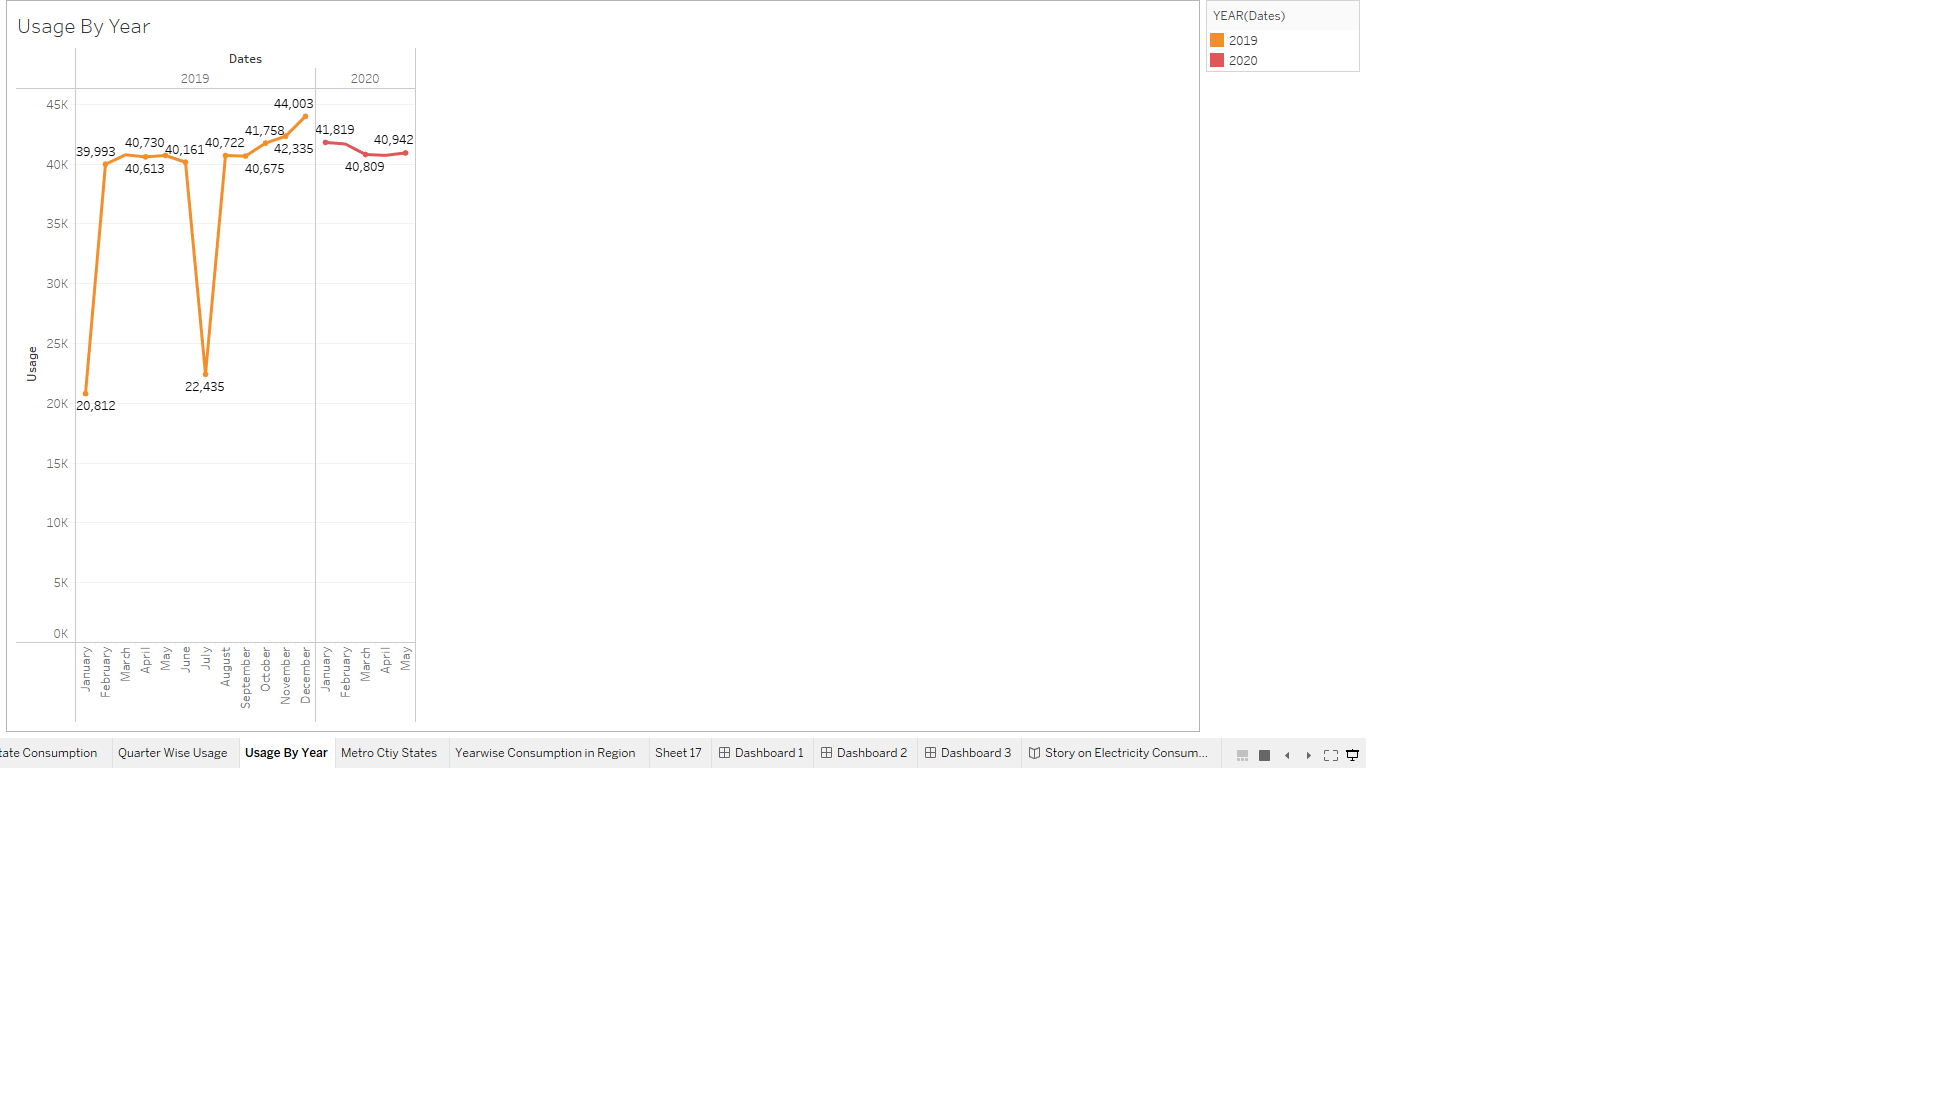 Usage By Year
YEAR(Dates)
2019
2020
Dates
2019 2020
45K
40K
35K
30K
25K
20K
15K
10K
5K
0K
Usage
44,003
41,758
41,819
40,730
40,722
40,942
39,993
40,161
42,335
40,613
40,675
40,809
22,435
20,812
January
February
March
April
May
June
July
August
September
October
November
December
January
February
March
April
May
tate Consumption Quarter Wise Usage Usage By Year Metro Ctiy States Yearwise Consumption in Region Sheet 17 Dashboard 1 Dashboard 2 Dashboard 3 Story on Electricity Consum...